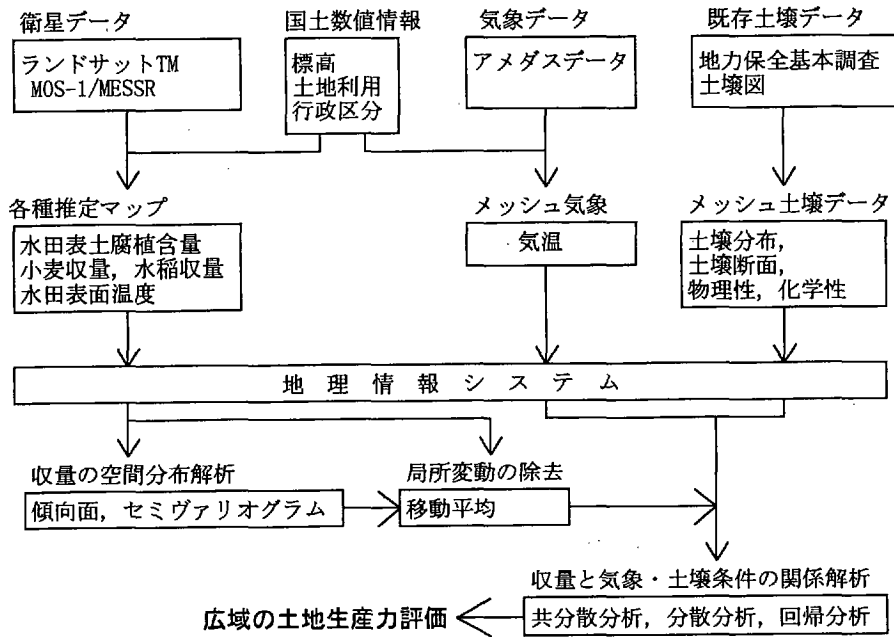 衛星データ
国土数値情報
気象データ
既存土壌データ
ランドサットTM
MOS-1/MESSR
標高
土地利用
行政区分
アメダスデータ
地力保全基本調査
土壌図
各種推定マップ
メッシュ気象
メッシュ土壌データ
水田表土腐植含量
小麦収量, 水稲収量
水田表面温度
気温
土壌分布,
土壌断面,
物理性, 化学性
地理情報システム
収量の空間分布解析
局所変動の除去
傾向面, セミヴァリオグラム
移動平均
収量と気象・土壌条件の関係解析
広域の土地生産力評価
共分散分析, 分散分析, 回帰分析